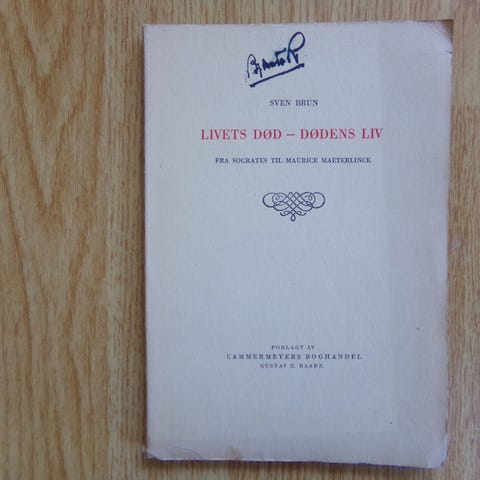 SVEN BRUN
LIVETS DØD – DØDENS LIV
FRA SOCRATES TIL MAURICE MAETERLINCK
FORLAGT AV
CAMMERMEYERS BOGHANDEL
GUSTAV E RAABE